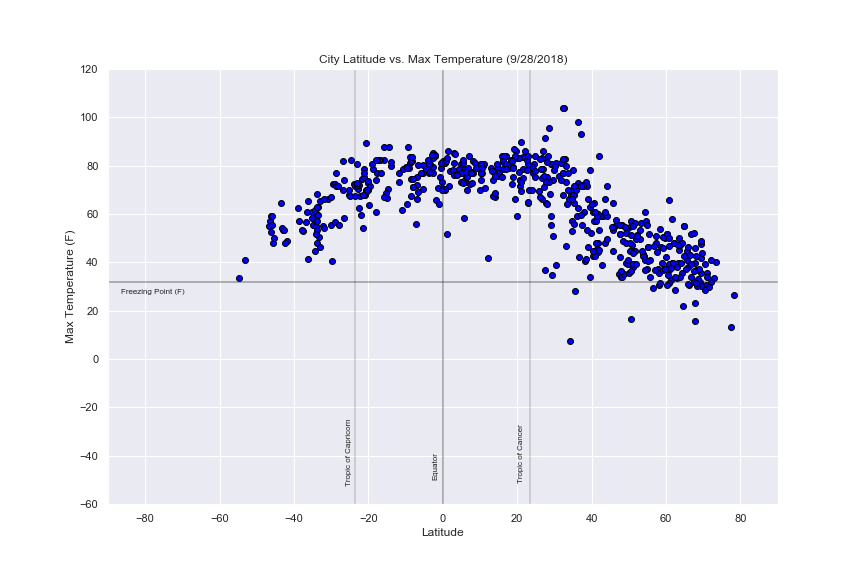 City Latitude vs. Max Temperature (9/28/2018)
120
100
80
60
40
20
0
−20
−40
−60
Max Temperature (F)
Freezing Point (F)
Tropic of Capricorn
Equator
Tropic of Cancer
−80
−60
−40
−20
0
20
40
60
80
Latitude